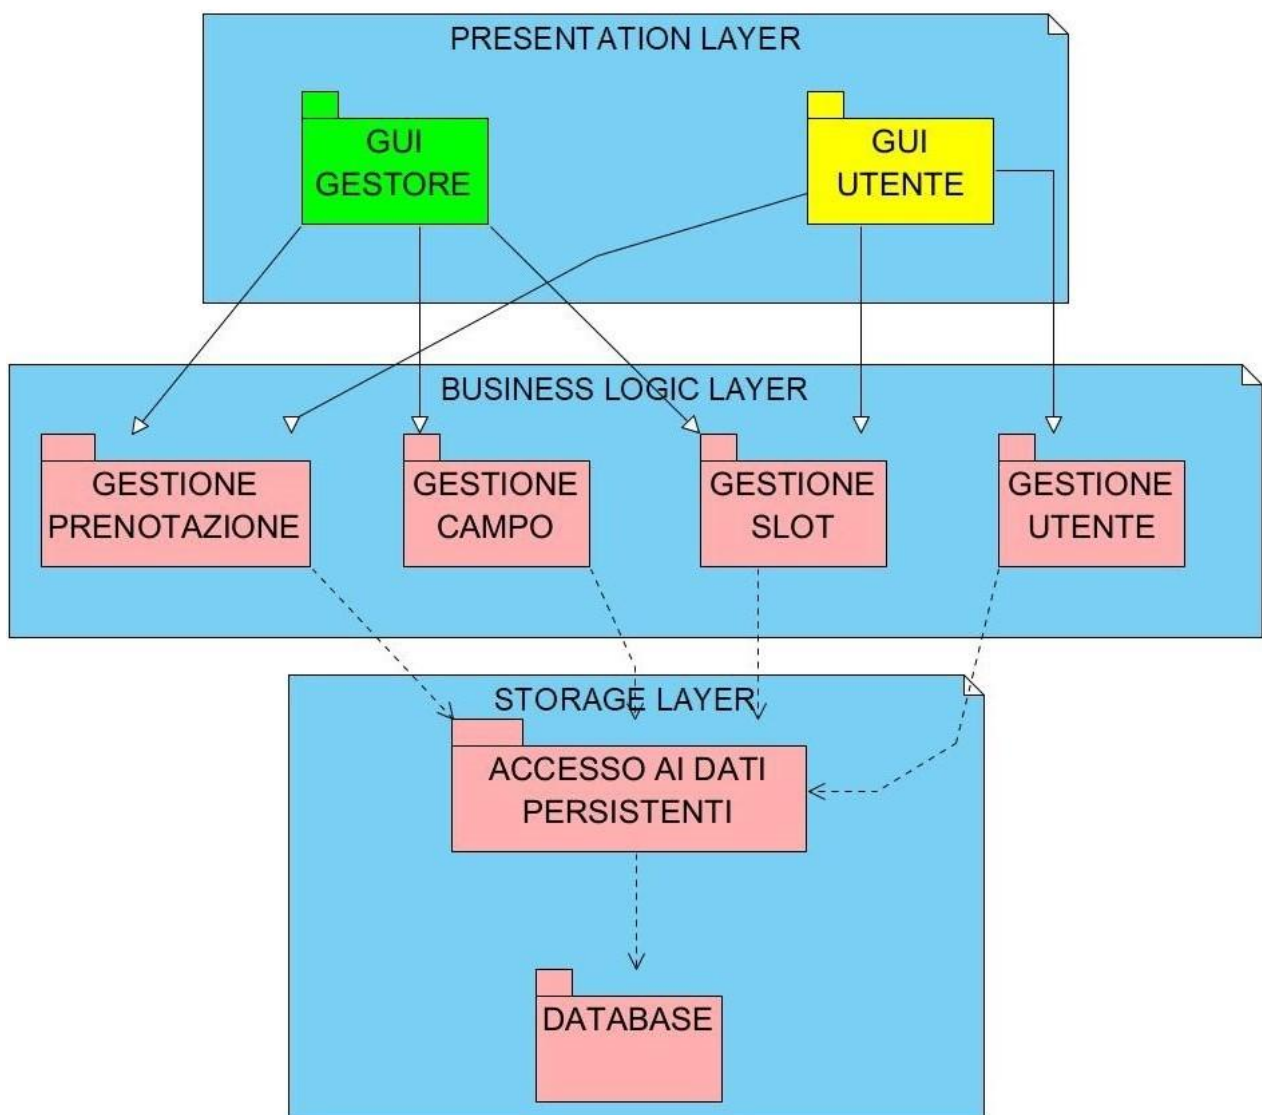 PRESENTATION LAYER
GUI
GESTORE
GUI
UTENTE
BUSINESS LOGIC LAYER
GESTIONE
PRENOTAZIONE
GESTIONE
CAMPO
GESTIONE
SLOT
GESTIONE
UTENTE
STORAGE LAYER
ACCESSO AI DATI
PERSISTENTI
DATABASE